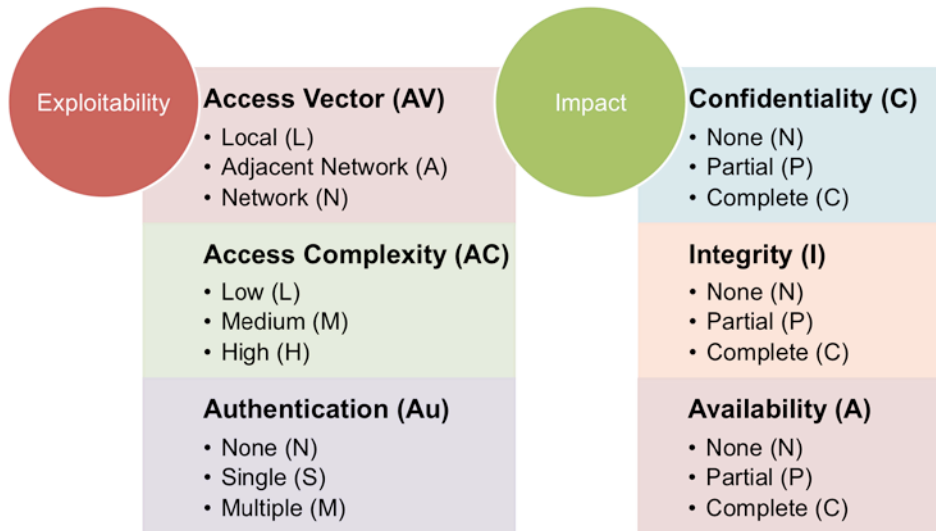 Exploitability
Access Vector (AV)
• Local (L)
• Adjacent Network (A)
• Network (N)
Access Complexity (AC)
• Low (L)
• Medium (M)
• High (H)
Authentication (Au)
• None (N)
• Single (S)
• Multiple (M)
Impact
Confidentiality (C)
• None (N)
• Partial (P)
• Complete (C)
Integrity (I)
• None (N)
• Partial (P)
• Complete (C)
Availability (A)
• None (N)
• Partial (P)
• Complete (C)